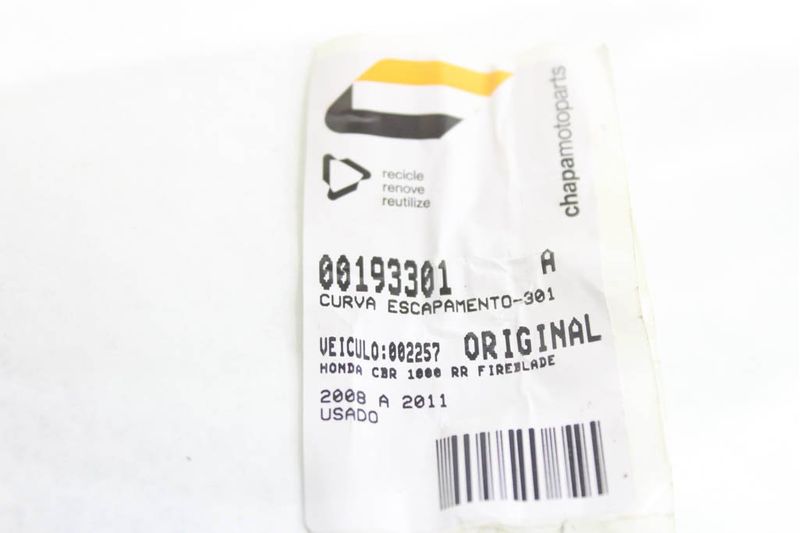 chapamotoparts
recicle
renove
reutilize
00193301 A
CURVA ESCAPAMENTO-301
VEICULO:002257 ORIGINAL
HONDA CBR 1000 RR FIREBLADE
2008 A 2011
USADO